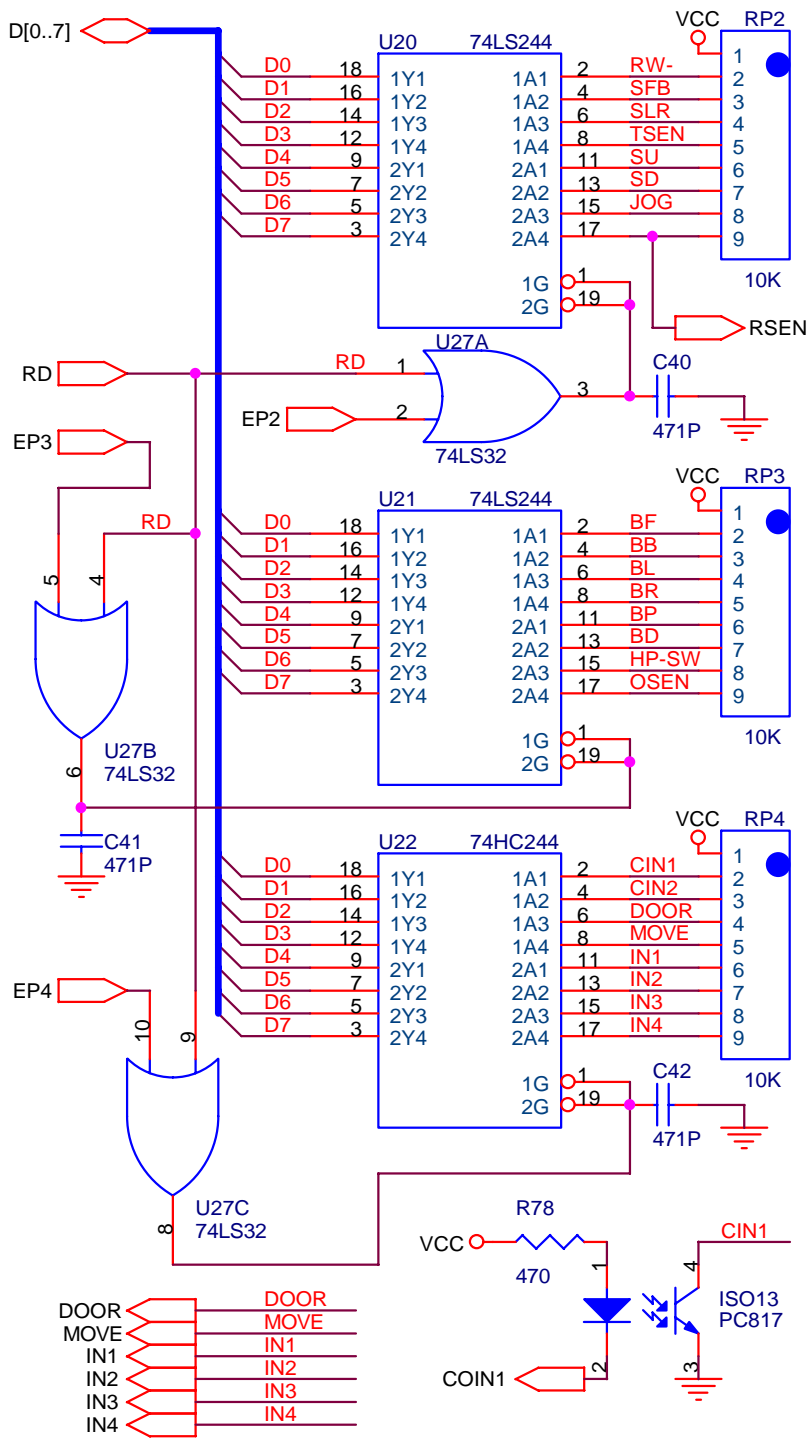 D[0..7]
VCC RP2
U20 74LS244
1
D0 18 1Y1 1A1 2 RW- 2
D1 16 1Y2 1A2 4 SFB 3
D2 14 1Y3 1A3 6 SLR 4
D3 12 1Y4 1A4 8 TSEN 5
D4 9 2Y1 2A1 11 SU 6
D5 7 2Y2 2A2 13 SD 7
D6 5 2Y3 2A3 15 JOG 8
D7 3 2Y4 2A4 17 9
1G 1
10K
2G 19
RSEN
U27A
RD RD 1
C40
3
EP2 2
471P
74LS32
EP3
VCC RP3
U21 74LS244
1
RD
D0 18 1Y1 1A1 2 BF 2
D1 16 1Y2 1A2 4 BB 3
D2 14 1Y3 1A3 6 BL 4
5 4
D3 12 1Y4 1A4 8 BR 5
D4 9 2Y1 2A1 11 BP 6
D5 7 2Y2 2A2 13 BD 7
D6 5 2Y3 2A3 15 HP-SW 8
D7 3 2Y4 2A4 17 OSEN 9
1G 1
10K
2G 19
U27B
74LS32
6
VCC RP4
C41
471P
U22 74HC244
1
D0 18 1Y1 1A1 2 CIN1 2
D1 16 1Y2 1A2 4 CIN2 3
D2 14 1Y3 1A3 6 DOOR 4
D3 12 1Y4 1A4 8 MOVE 5
D4 9 2Y1 2A1 11 IN1 6
D5 7 2Y2 2A2 13 IN2 7
D6 5 2Y3 2A3 15 IN3 8
D7 3 2Y4 2A4 17 IN4 9
EP4
10 9
1G 1
C42
10K
2G 19
471P
U27C
74LS32
8
R78
VCC
470
1
CIN1
4
ISO13
PC817
COIN1
2
3
DOOR DOOR
MOVE MOVE
IN1 IN1
IN2 IN2
IN3 IN3
IN4 IN4